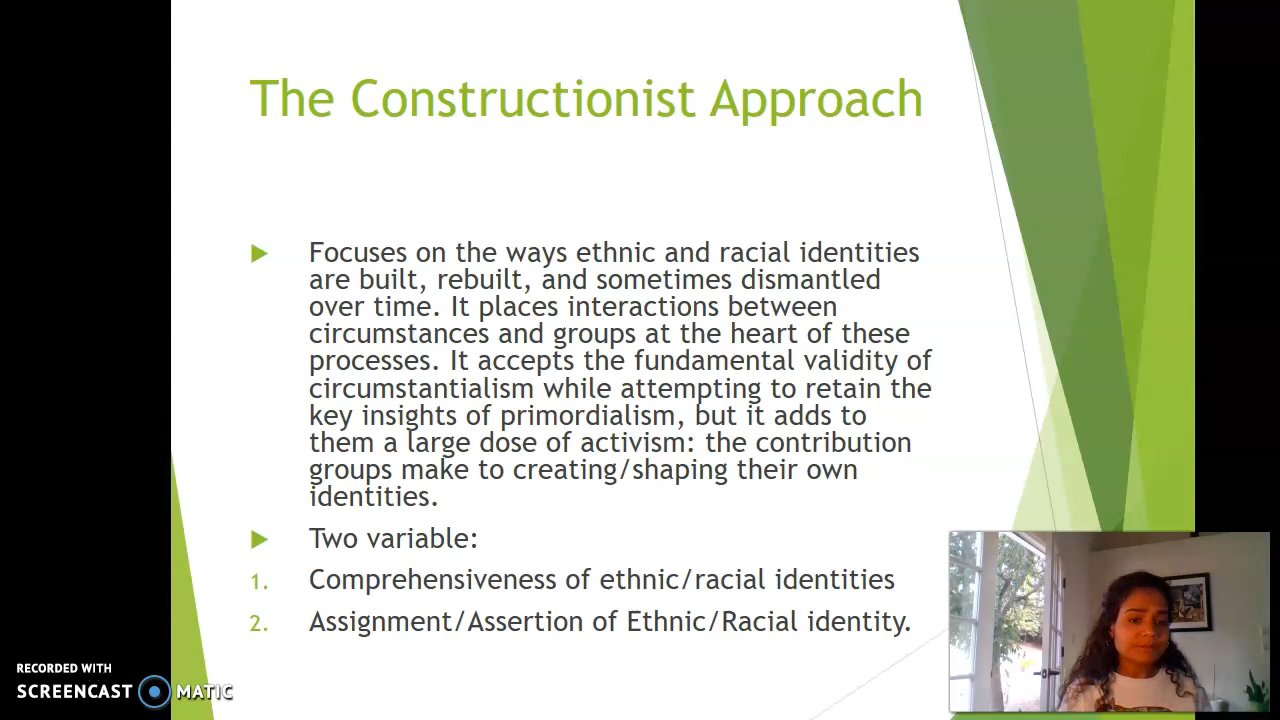 The Constructionist Approach
Focuses on the ways ethnic and racial identities
are built, rebuilt, and sometimes dismantled
over time. It places interactions between
circumstances and groups at the heart of these
processes. It accepts the fundamental validity of
circumstantialism while attempting to retain the
key insights of primordialism, but it adds to
them a large dose of activism: the contribution
groups make to creating/shaping their own
identities.
Two variable:
1. Comprehensiveness of ethnic/racial identities
2. Assignment/Assertion of Ethnic/Racial identity.
RECORDED WITH
SCREENCAST MATIC